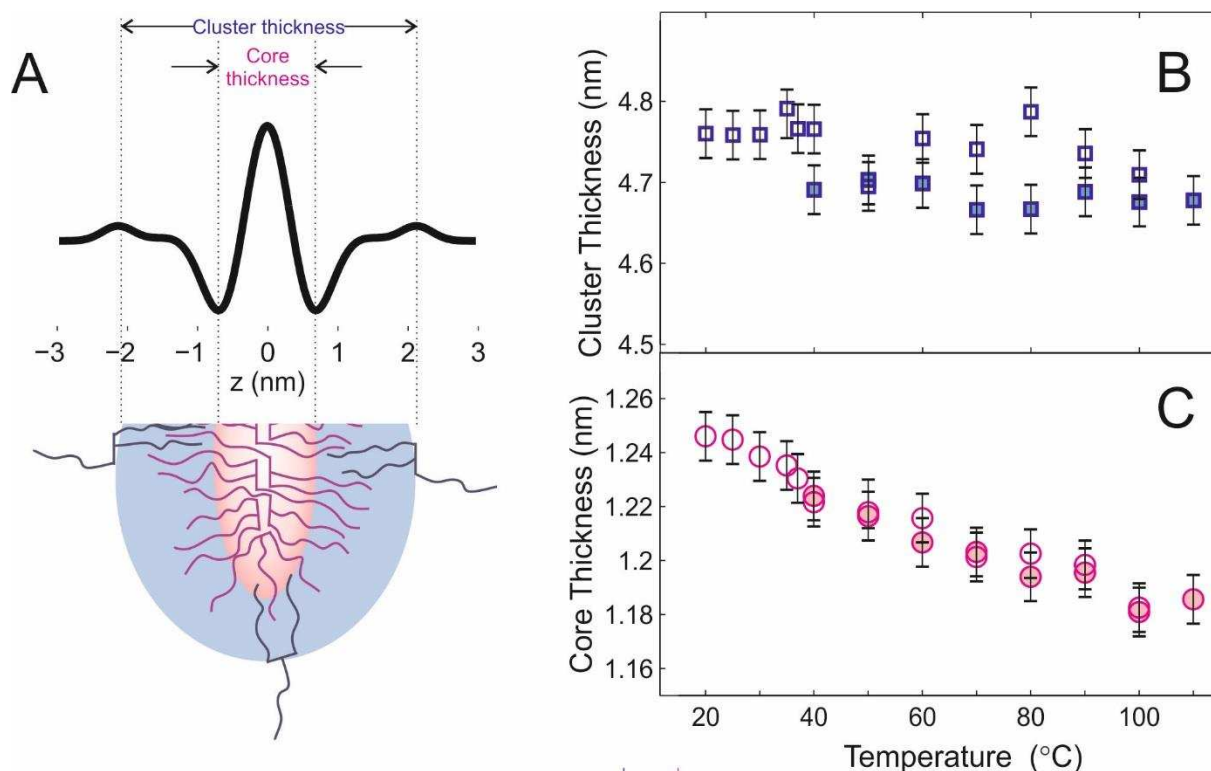 Cluster thickness
Core
thickness
A
−3 −2 −1 0 1 2 3
z (nm)
B
Cluster Thickness (nm)
4.8
4.7
4.6
4.5
C
Core Thickness (nm)
1.26
1.24
1.22
1.2
1.18
1.16
20 40 60 80 100
Temperature (°C)